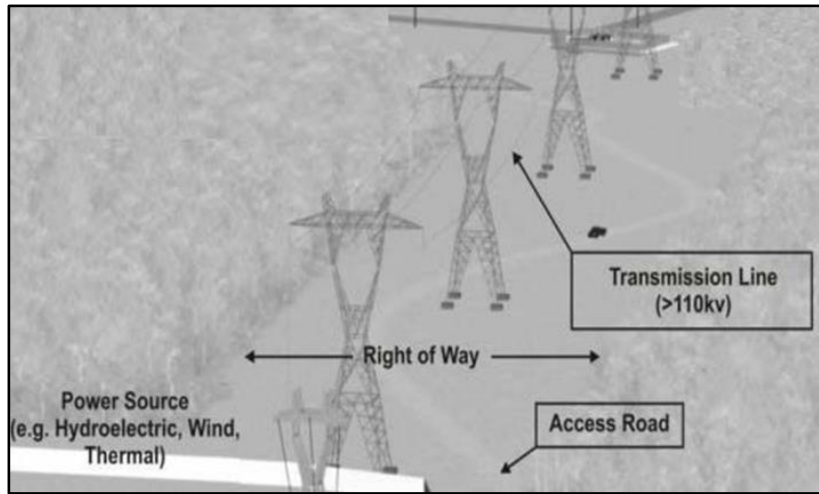 Transmission Line
(>110kv)
Right of Way
Power Source
(e.g. Hydroelectric, Wind,
Thermal)
Access Road